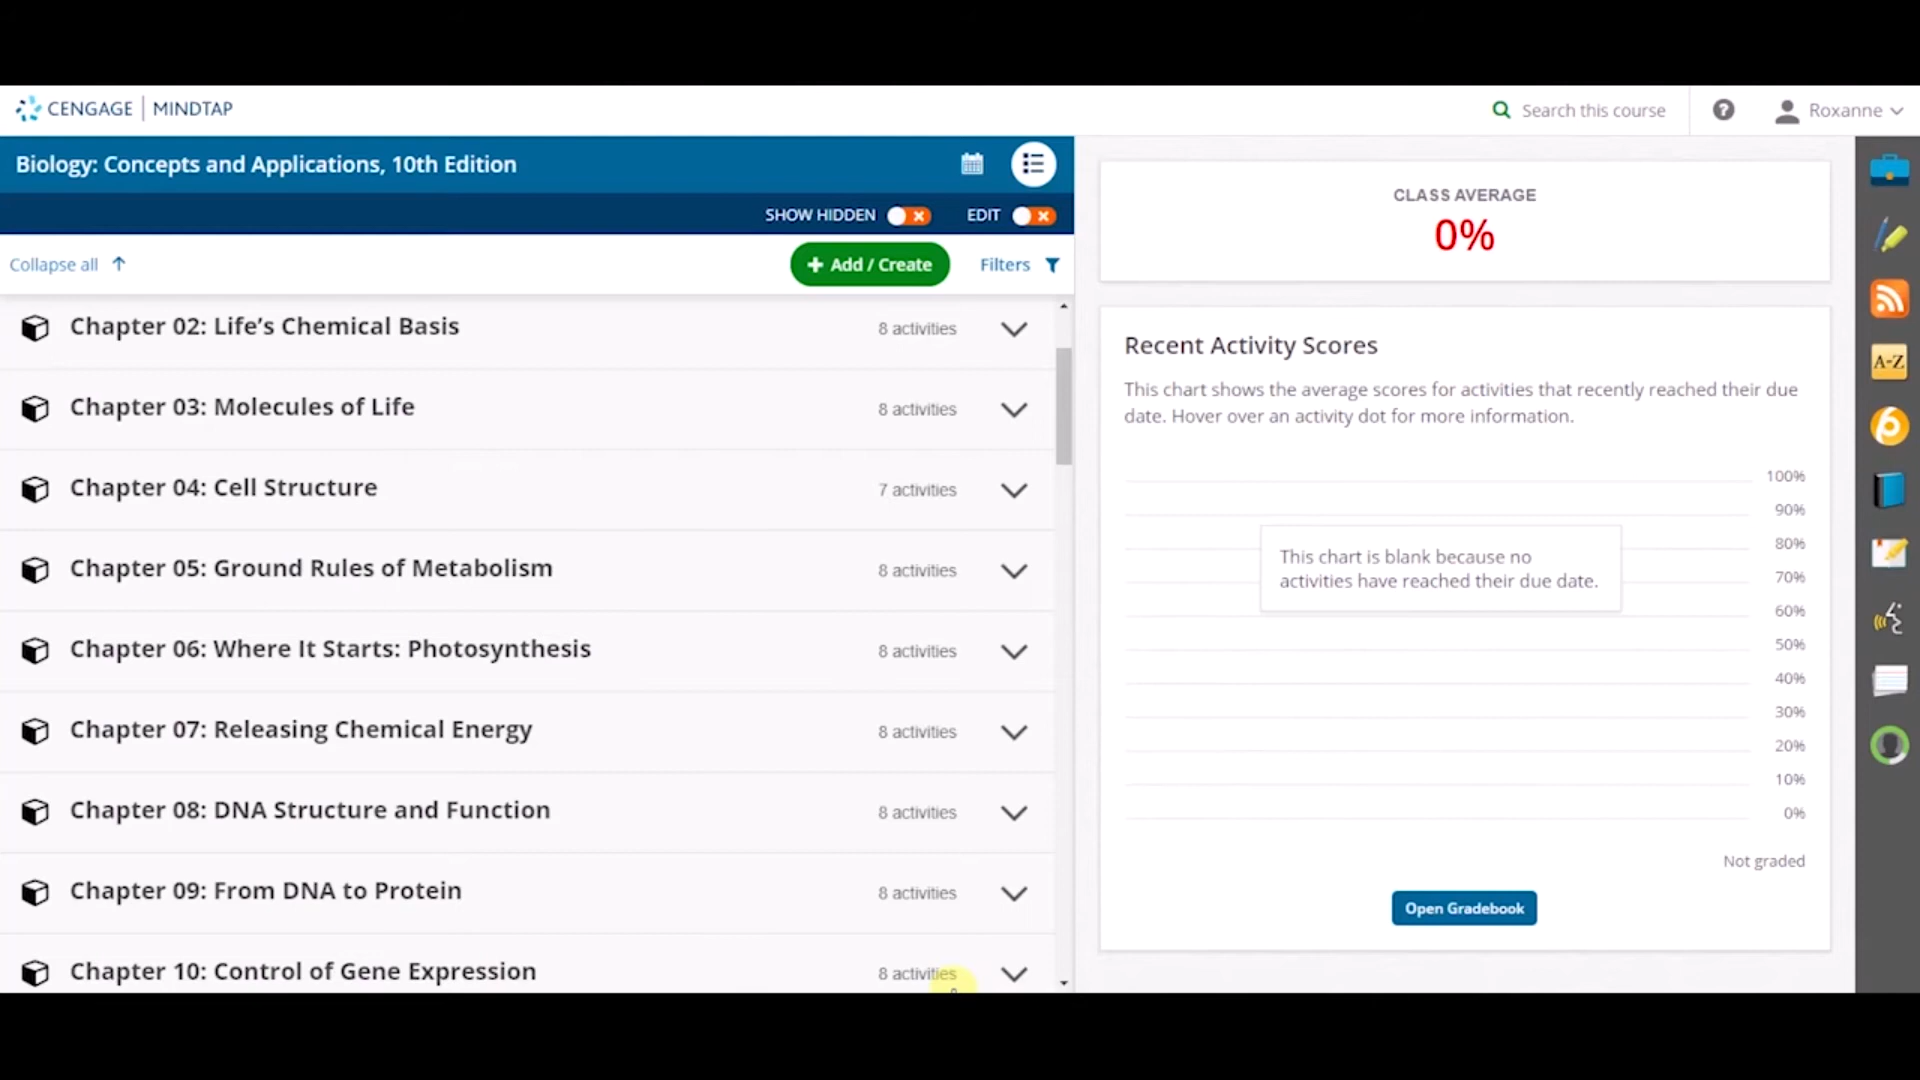 CENGAGE | MINDTAP
Search this course
?
Roxanne
Biology: Concepts and Applications, 10th Edition
SHOW HIDDEN
EDIT
Collapse all ↑
+ Add / Create
Filters
Chapter 02: Life’s Chemical Basis
8 activities
Chapter 03: Molecules of Life
8 activities
Chapter 04: Cell Structure
7 activities
Chapter 05: Ground Rules of Metabolism
8 activities
Chapter 06: Where It Starts: Photosynthesis
8 activities
Chapter 07: Releasing Chemical Energy
8 activities
Chapter 08: DNA Structure and Function
8 activities
Chapter 09: From DNA to Protein
8 activities
Chapter 10: Control of Gene Expression
8 activities
CLASS AVERAGE
0%
Recent Activity Scores
This chart shows the average scores for activities that recently reached their due
date. Hover over an activity dot for more information.
100%
90%
80%
70%
60%
50%
40%
30%
20%
10%
0%
This chart is blank because no
activities have reached their due date.
Not graded
Open Gradebook
A-Z